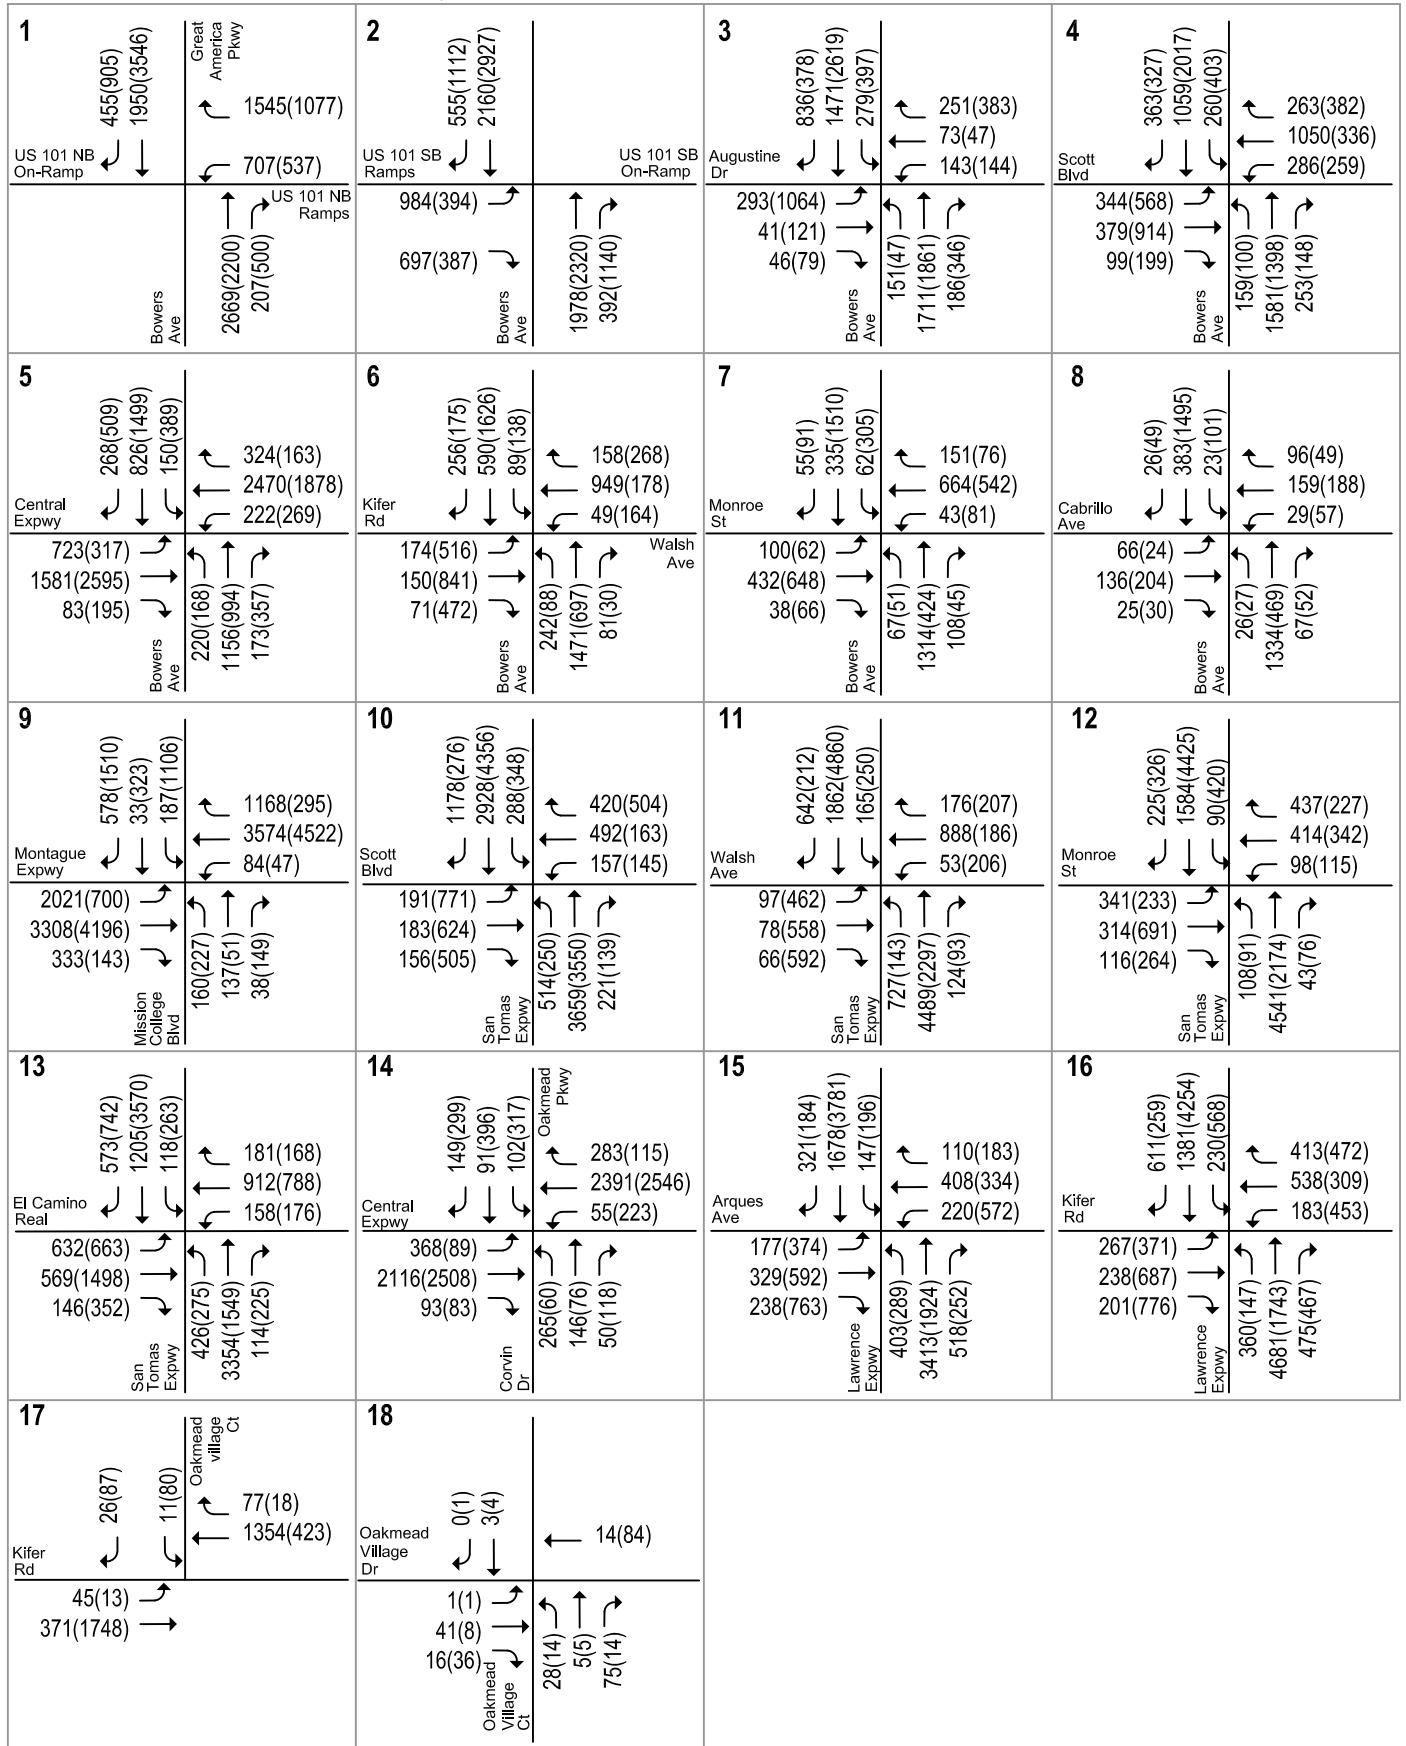 1
455(905)
1950(3546)
Great
America
Pkwy
1545(1077)
707(537)
US 101 NB
On-Ramp
US 101 NB
Ramps
2669(2200)
207(500)
Bowers
Ave
2
555(1112)
2160(2927)
US 101 SB
Ramps
US 101 SB
On-Ramp
984(394)
697(387)
1978(2320)
392(1140)
Bowers
Ave
3
836(378)
1471(2619)
279(397)
251(383)
73(47)
143(144)
Augustine
Dr
293(1064)
41(121)
46(79)
151(47)
1711(1861)
186(346)
Bowers
Ave
4
363(327)
1059(2017)
260(403)
263(382)
1050(336)
286(259)
Scott
Blvd
344(568)
379(914)
99(199)
159(100)
1581(1398)
253(148)
Bowers
Ave
5
268(509)
826(1499)
150(389)
324(163)
2470(1878)
222(269)
Central
Expwy
723(317)
1581(2595)
83(195)
220(168)
1156(994)
173(357)
Bowers
Ave
6
256(175)
590(1626)
89(138)
158(268)
949(178)
49(164)
Kifer
Rd
Walsh
Ave
174(516)
150(841)
71(472)
242(88)
1471(697)
81(30)
Bowers
Ave
7
55(91)
335(1510)
62(305)
151(76)
664(542)
43(81)
Monroe
St
100(62)
432(648)
38(66)
67(51)
1314(424)
108(45)
Bowers
Ave
8
26(49)
383(1495)
23(101)
96(49)
159(188)
29(57)
Cabrillo
Ave
66(24)
136(204)
25(30)
26(27)
1334(469)
67(52)
Bowers
Ave
9
578(1510)
33(323)
187(1106)
1168(295)
3574(4522)
84(47)
Montague
Expwy
2021(700)
3308(4196)
333(143)
160(227)
137(51)
38(149)
Mission
College
Blvd
10
1178(276)
2928(4356)
288(348)
420(504)
492(163)
157(145)
Scott
Blvd
191(771)
183(624)
156(505)
514(250)
3659(3550)
221(139)
San
Tomas
Expwy
11
642(212)
1862(4860)
165(250)
176(207)
888(186)
53(206)
Walsh
Ave
97(462)
78(558)
66(592)
727(143)
4489(2297)
124(93)
San
Tomas
Expwy
12
225(326)
1584(4425)
90(420)
437(227)
414(342)
98(115)
Monroe
St
341(233)
314(691)
116(264)
108(91)
4541(2174)
43(76)
San
Tomas
Expwy
13
573(742)
1205(3570)
118(263)
181(168)
912(788)
158(176)
El Camino
Real
632(663)
569(1498)
146(352)
426(275)
3354(1549)
114(225)
San
Tomas
Expwy
14
149(299)
91(396)
102(317)
Oakmead
Pkwy
283(115)
2391(2546)
55(223)
Central
Expwy
368(89)
2116(2508)
93(83)
265(60)
146(76)
50(118)
Corvin
Dr
15
321(184)
1678(3781)
147(196)
110(183)
408(334)
220(572)
Arques
Ave
177(374)
329(592)
238(763)
403(289)
3413(1924)
518(252)
Lawrence
Expwy
16
611(259)
1381(4254)
230(568)
413(472)
538(309)
183(453)
Kifer
Rd
267(371)
238(687)
201(776)
360(147)
4681(1743)
475(467)
Lawrence
Expwy
17
26(87)
11(80)
Oakmead
village
Ct
77(18)
1354(423)
Kifer
Rd
45(13)
371(1748)
18
0(1)
3(4)
14(84)
Oakmead
Village
Dr
1(1)
41(8)
16(36)
28(14)
5(5)
75(14)
Oakmead
Village
Ct